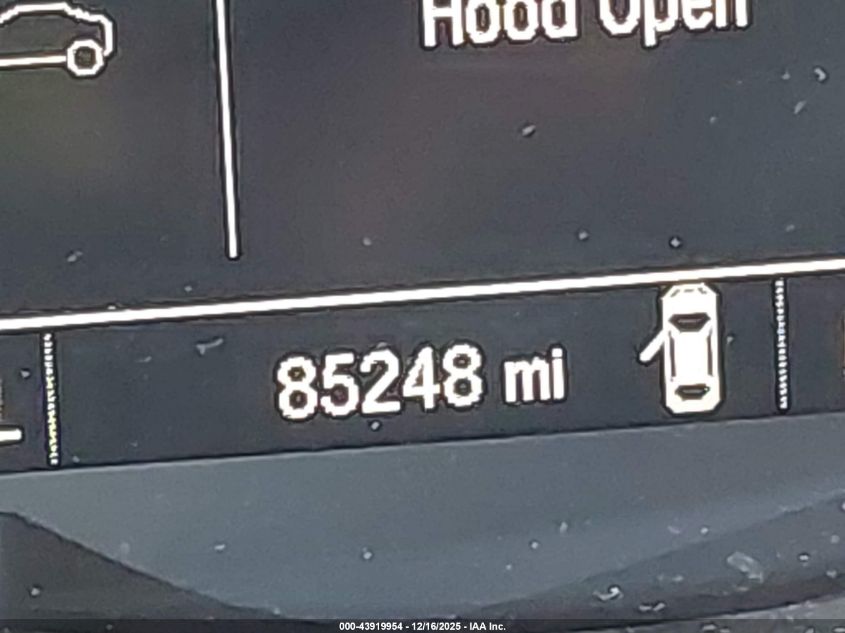 Hood Open
85248 mi
000-43919954 - 12/16/2025 - IAA Inc.